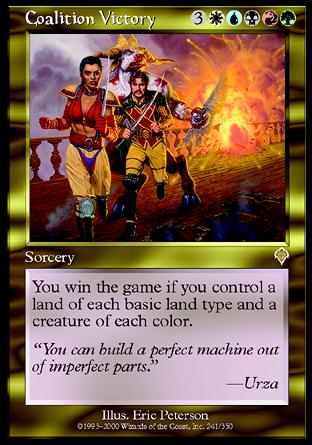 Coalition Victory 3
Sorcery
You win the game if you control a
land of each basic land type and a
creature of each color.
“You can build a perfect machine out
of imperfect parts.”
—Urza
Illus. Eric Peterson
©1993–2000 Wizards of the Coast, Inc. 241/350